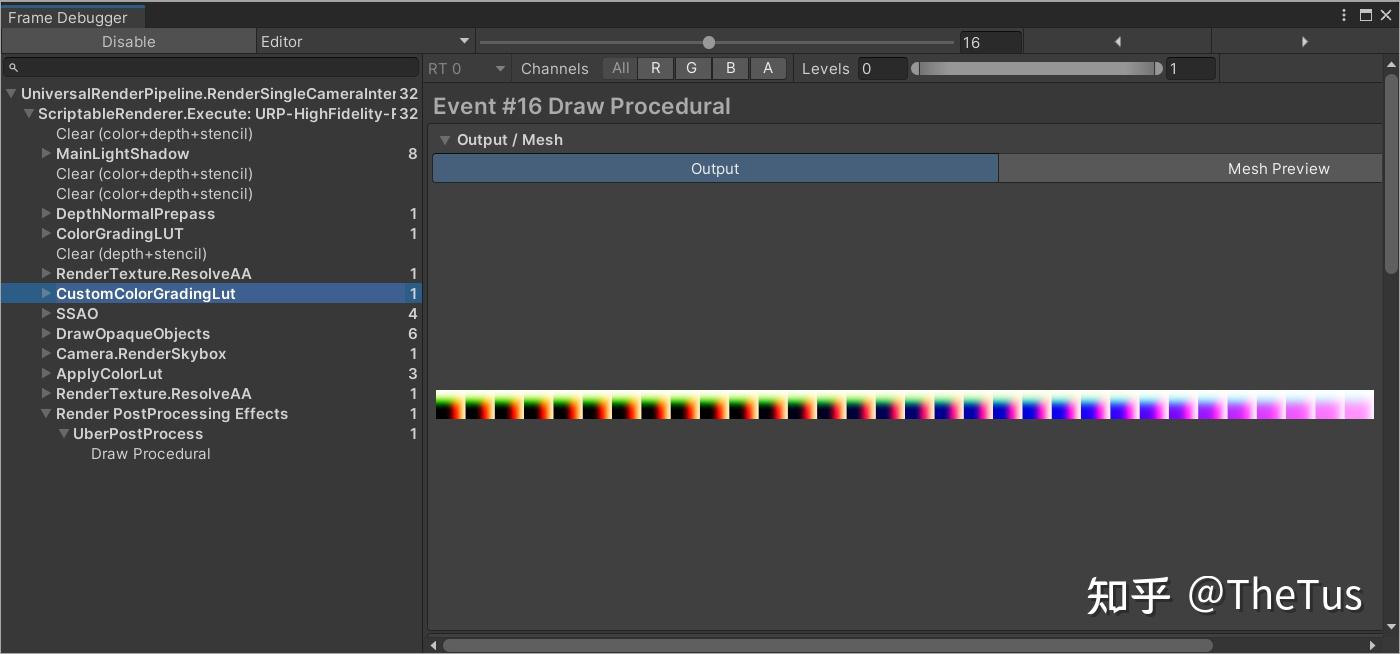 Frame Debugger
Disable Editor 16
RT 0 Channels All R G B A Levels 0 1
UniversalRenderPipeline.RenderSingleCameraInter 32
ScriptableRenderer.Execute: URP-HighFidelity-F 32
Clear (color+depth+stencil)
MainLightShadow 8
Clear (color+depth+stencil)
Clear (color+depth+stencil)
DepthNormalPrepass 1
ColorGradingLUT 1
Clear (depth+stencil)
RenderTexture.ResolveAA 1
CustomColorGradingLut 1
SSAO 4
DrawOpaqueObjects 6
Camera.RenderSkybox 1
ApplyColorLut 3
RenderTexture.ResolveAA 1
Render PostProcessing Effects 1
UberPostProcess 1
Draw Procedural
Event #16 Draw Procedural
Output / Mesh
Output Mesh Preview
知乎 @TheTus